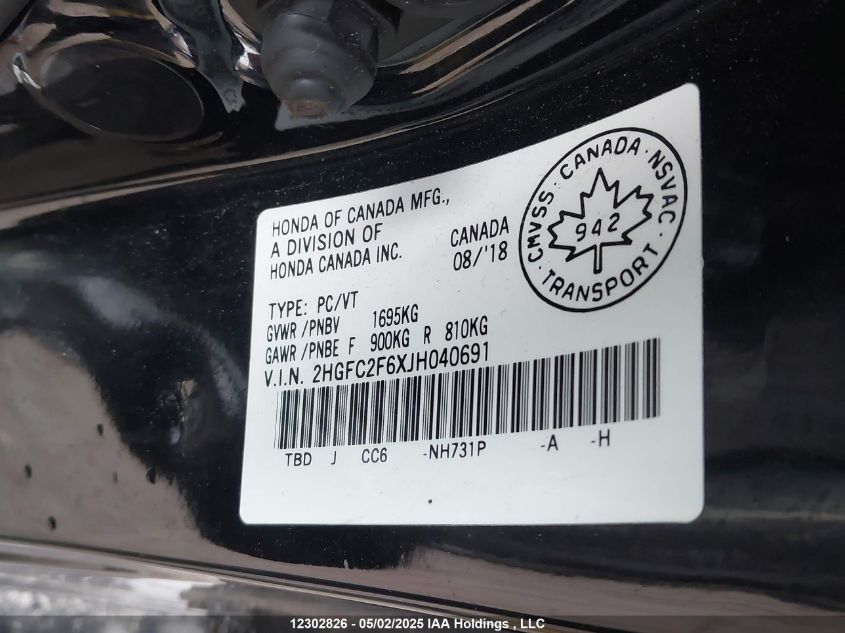 HONDA OF CANADA MFG.,
A DIVISION OF
HONDA CANADA INC.
CANADA
08/'18
CMVSS · CANADA · NSVAC
942
· TRANSPORT ·
TYPE: PC/VT
GVWR /PNBV 1695KG
GAWR /PNBE F 900KG R 810KG
V.I.N. 2HGFC2F6XJH040691
TBD J CC6 -NH731P -A -H
12302826 - 05/02/2025 IAA Holdings , LLC